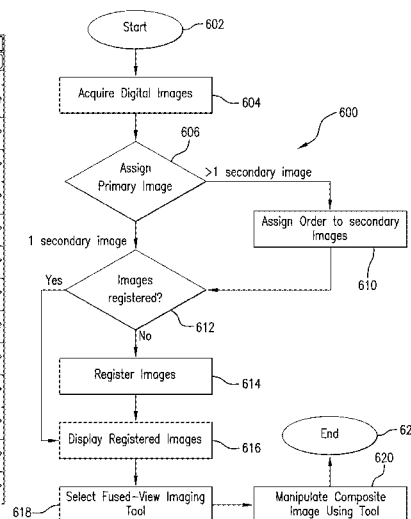 Start
602
Acquire Digital Images
604
606
600
Assign
Primary Image
>1 secondary image
Assign Order to secondary
Images
610
1 secondary image
Yes
Images
registered?
612
No
Register Images
614
Display Registered Images
616
End
62
620
618
Select Fused-View Imaging
Tool
Manipulate Composite
Image Using Tool